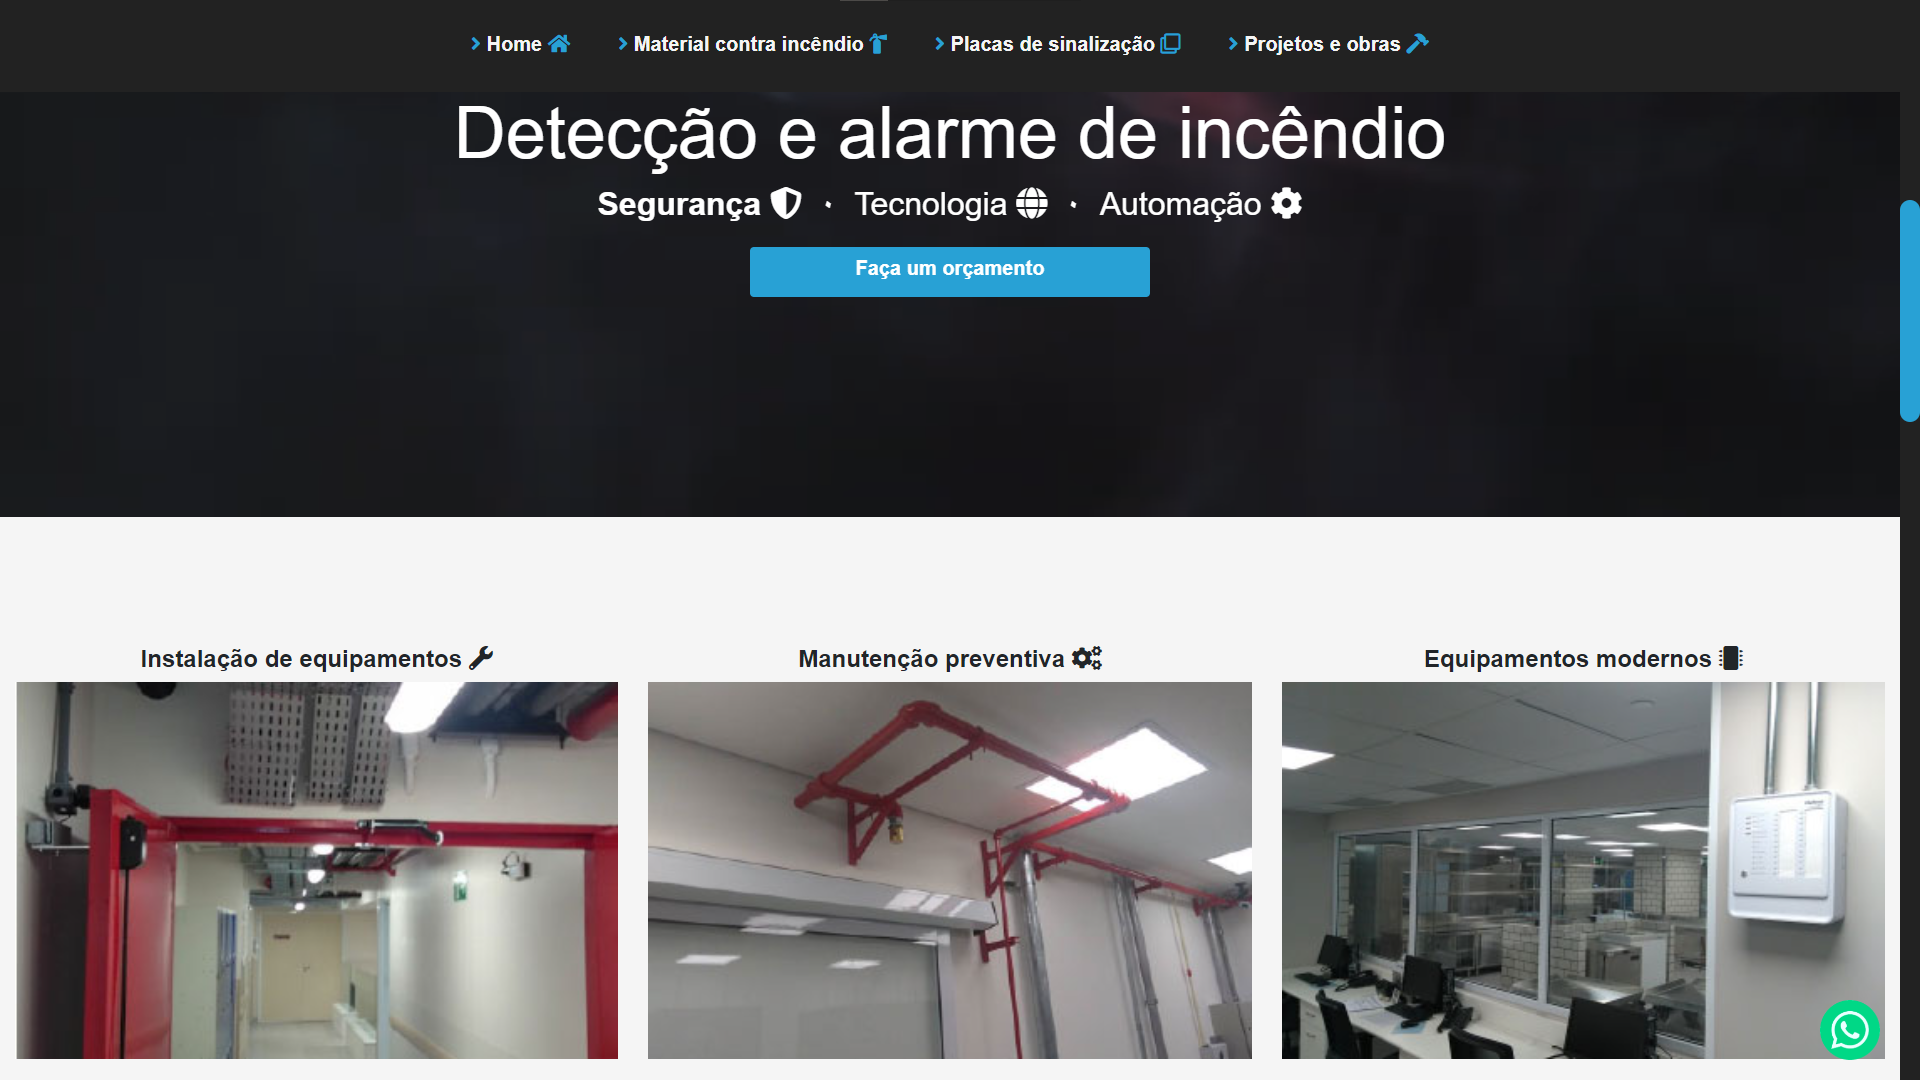 Home
Material contra incêndio
Placas de sinalização
Projetos e obras
Detecção e alarme de incêndio
Segurança · Tecnologia · Automação
Faça um orçamento
Instalação de equipamentos
Manutenção preventiva
Equipamentos modernos